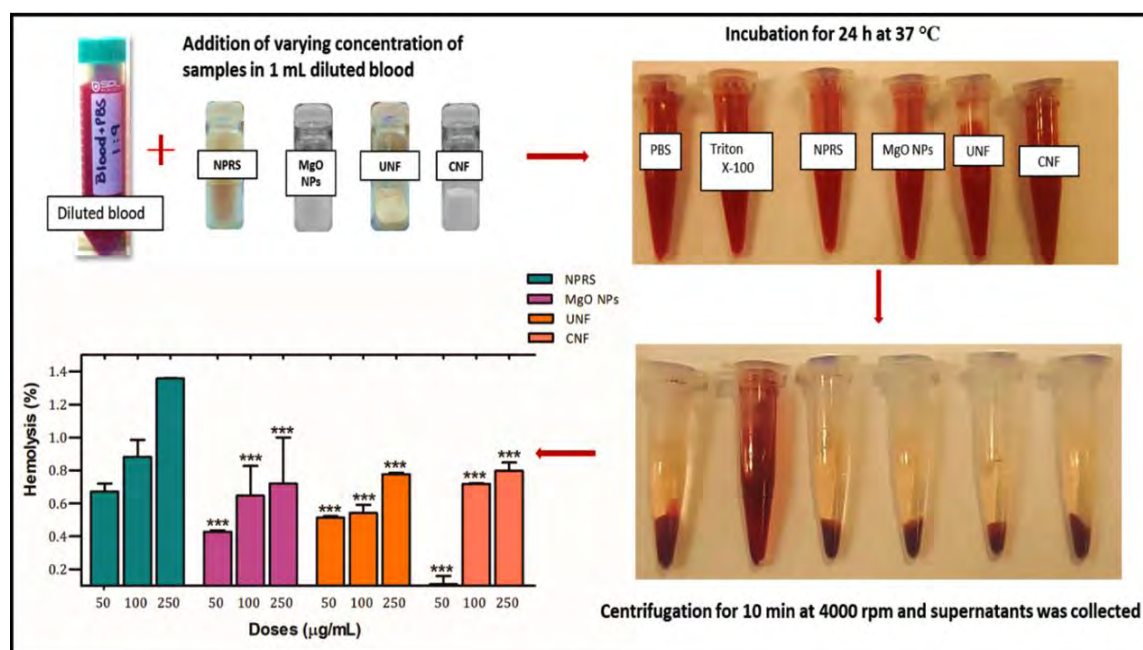 Addition of varying concentration of
samples in 1 mL diluted blood
Incubation for 24 h at 37 °C
SPL
Blood+PBS
1:9
Diluted blood
NPRS
MgO
NPs
UNF
CNF
PBS
Triton
X-100
NPRS
MgO NPs
UNF
CNF
NPRS
MgO NPs
UNF
CNF
Hemolysis (%)
1.4
1.2
1.0
0.8
0.6
0.4
0.2
***
***
***
***
***
***
***
***
***
50 100 250 50 100 250 50 100 250 50 100 250
Doses (μg/mL)
Centrifugation for 10 min at 4000 rpm and supernatants was collected